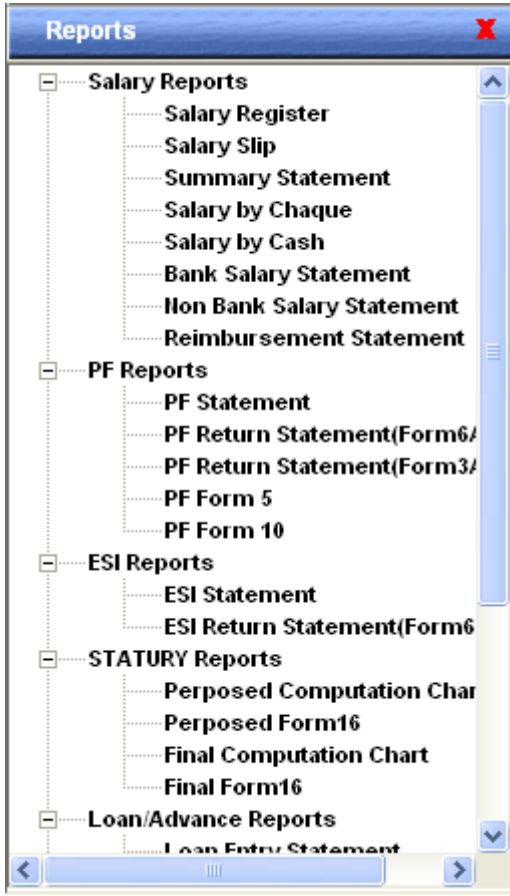 Reports
Salary Reports
Salary Register
Salary Slip
Summary Statement
Salary by Chaque
Salary by Cash
Bank Salary Statement
Non Bank Salary Statement
Reimbursement Statement
PF Reports
PF Statement
PF Return Statement(Form6A
PF Return Statement(Form3A
PF Form 5
PF Form 10
ESI Reports
ESI Statement
ESI Return Statement(Form6
STATURY Reports
Perposed Computation Char
Perposed Form16
Final Computation Chart
Final Form16
Loan/Advance Reports
Loan Entry Statement